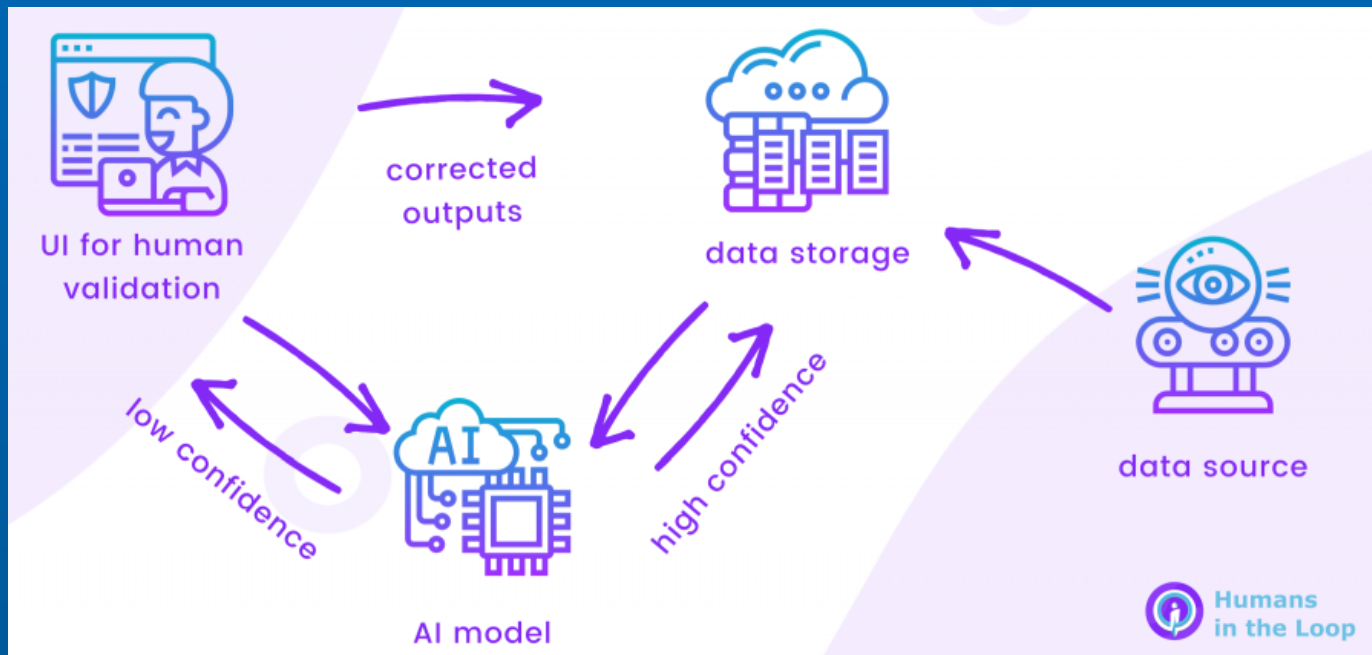 corrected
outputs
UI for human
validation
data storage
low confidence
high confidence
AI
data source
AI model
Humans
in the Loop